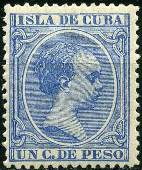 ISLA DE CUBA
UN C. DE PESO